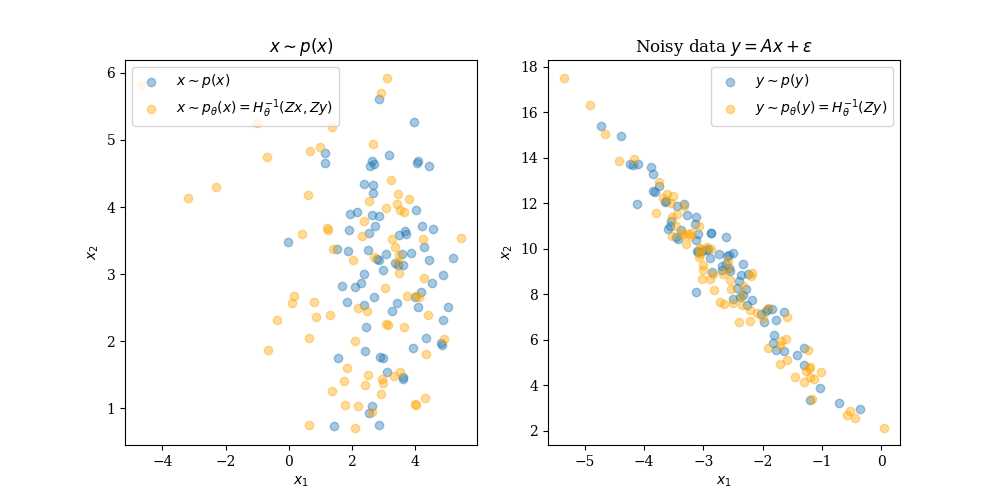 x ∼ p(x)
Noisy data y = Ax + ε
x ∼ p(x)
x ∼ p_θ(x) = H_θ^{-1}(Zx, Zy)
y ∼ p(y)
y ∼ p_θ(y) = H_θ^{-1}(Zy)
6
5
4
3
2
1
x_2
−4
−2
0
2
4
x_1
18
16
14
12
10
8
6
4
2
x_2
−5
−4
−3
−2
−1
0
x_1